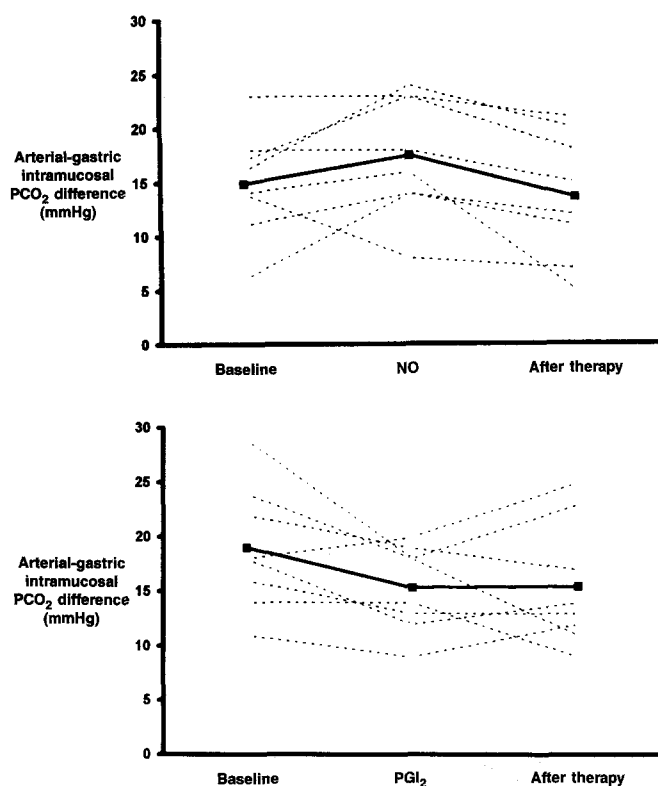 30
25
20
15
10
5
0
Arterial-gastric
intramucosal
PCO₂ difference
(mmHg)
Baseline
NO
After therapy
30
25
20
15
10
5
0
Arterial-gastric
intramucosal
PCO₂ difference
(mmHg)
Baseline
PGI₂
After therapy